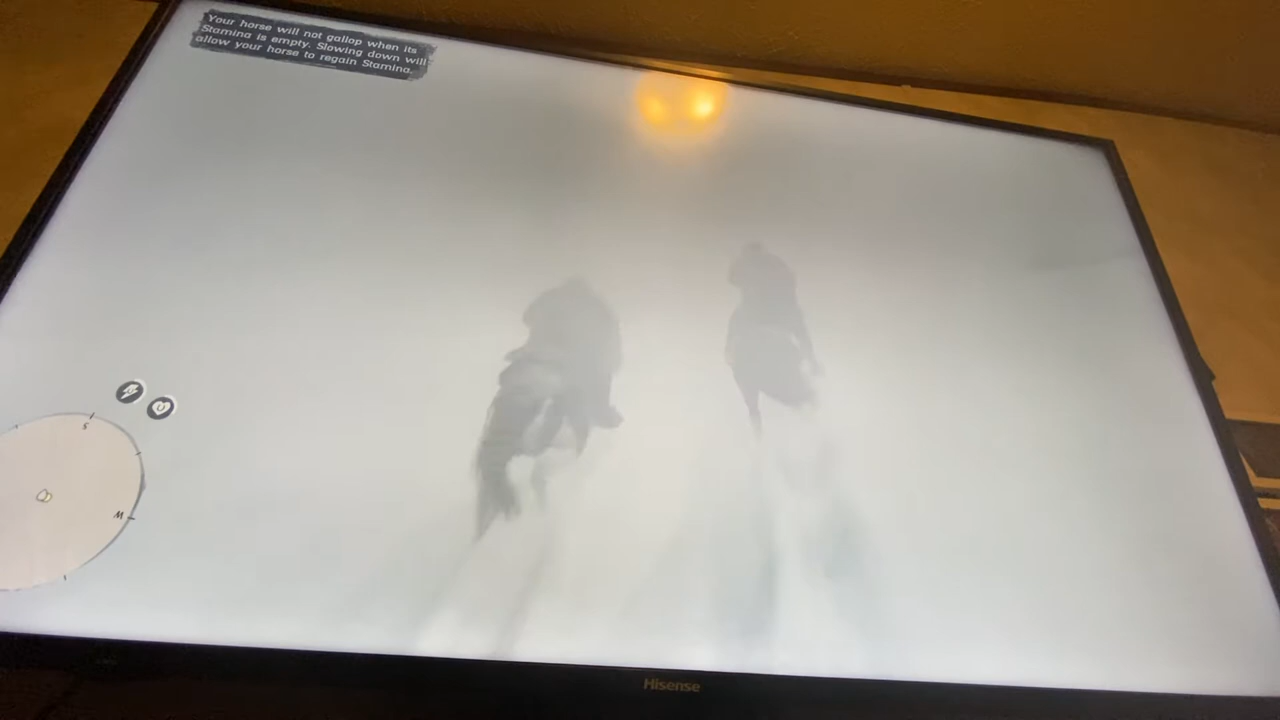 Your horse will not gallop when its
Stamina is empty. Slowing down will
allow your horse to regain Stamina.
S
W
Hisense